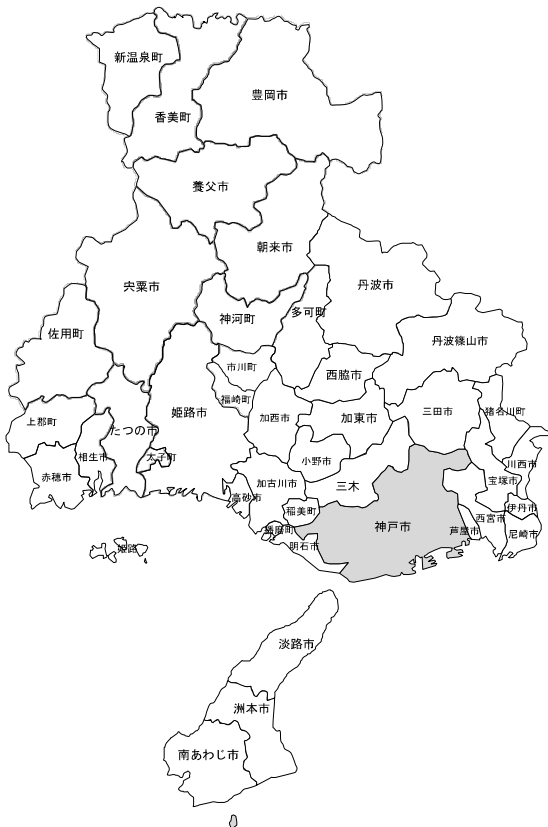 新温泉町
豊岡市
香美町
養父市
朝来市
宍粟市
丹波市
神河町
多可町
佐用町
丹波篠山市
市川町
西脇市
福崎町
姫路市
加西市
加東市
三田市
猪名川町
上郡町
たつの市
相生市
太子町
小野市
川西市
赤穂市
加古川市
三木
宝塚市
高砂市
稲美町
伊丹市
西宮市
神戸市
播磨町
芦屋市
尼崎市
明石市
姫路
淡路市
洲本市
南あわじ市